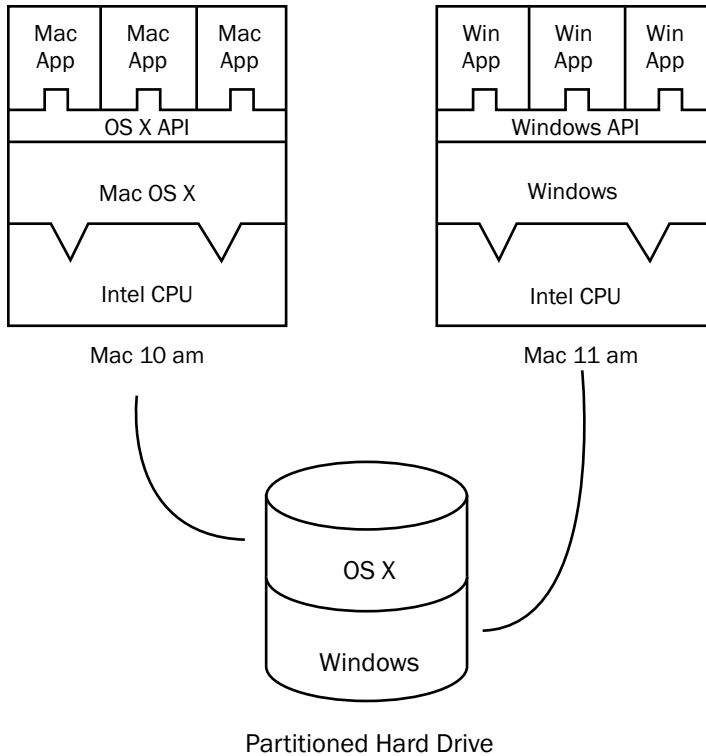 Mac
App
Mac
App
Mac
App
OS X API
Mac OS X
Intel CPU
Mac 10 am
Win
App
Win
App
Win
App
Windows API
Windows
Intel CPU
Mac 11 am
OS X
Windows
Partitioned Hard Drive